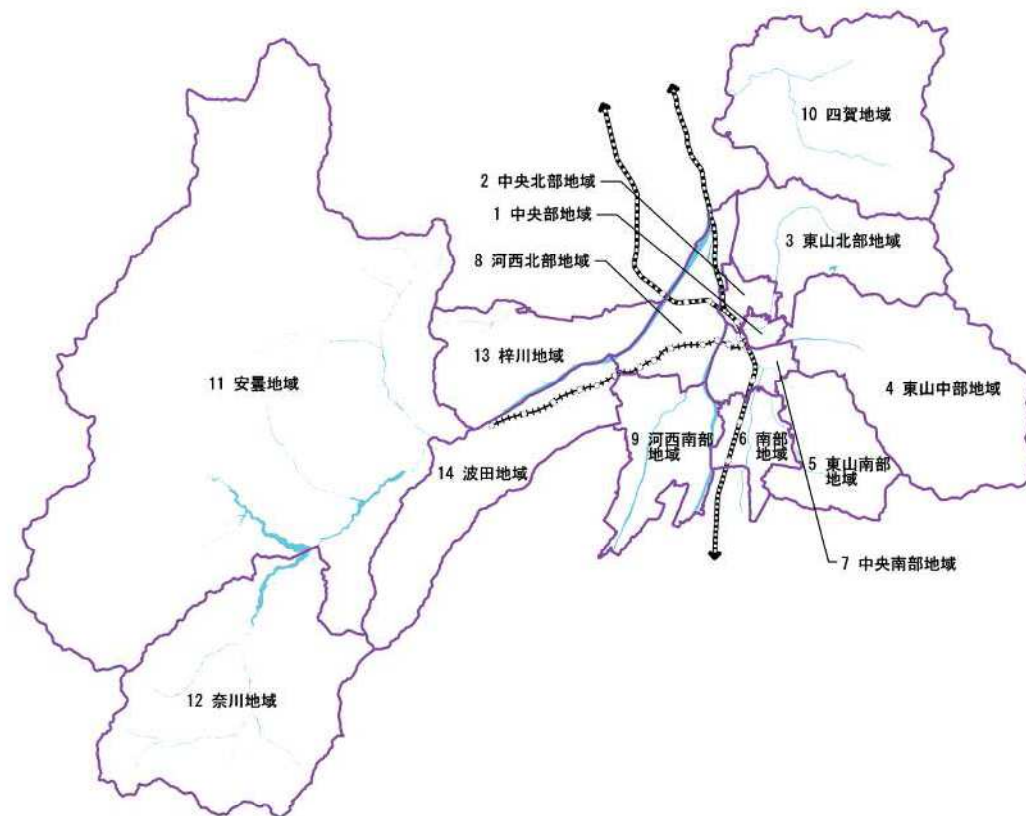 10 四賀地域
2 中央北部地域
1 中央部地域
3 東山北部地域
8 河西北部地域
13 梓川地域
11 安曇地域
4 東山中部地域
9 河西南部
地域
6 南部
地域
5 東山南部
地域
14 波田地域
7 中央南部地域
12 奈川地域